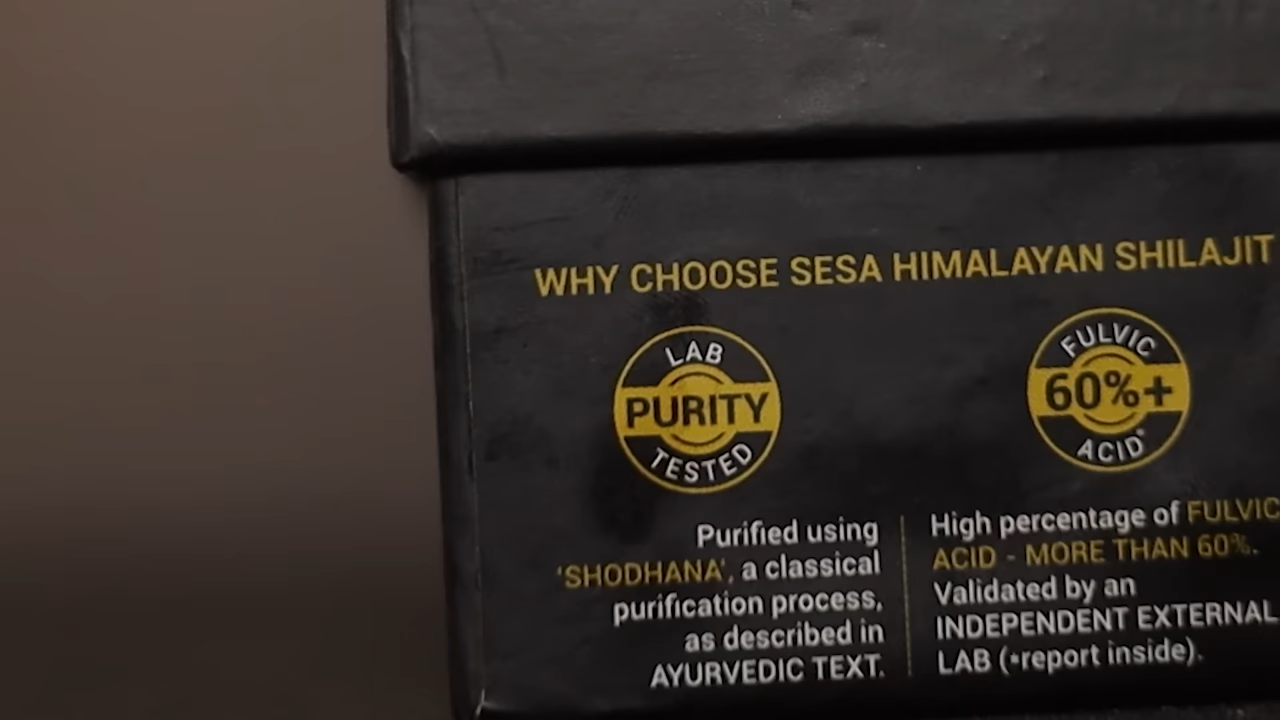 WHY CHOOSE SESA HIMALAYAN SHILAJIT
LAB
PURITY
TESTED
FULVIC
60%+
ACID*
Purified using
'SHODHANA', a classical
purification process,
as described in
AYURVEDIC TEXT.
High percentage of FULVIC
ACID - MORE THAN 60%.
Validated by an
INDEPENDENT EXTERNAL
LAB (*report inside).